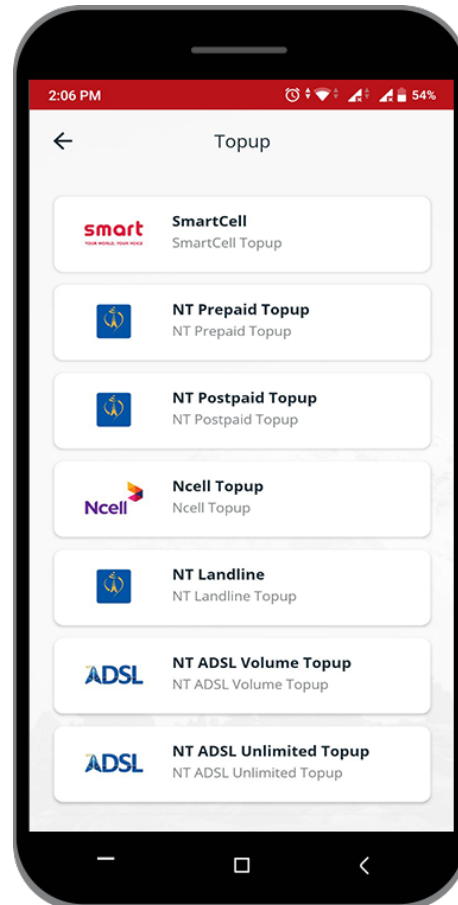 2:06 PM
54%
Topup
smart
YOUR WORLD, YOUR VOICE
SmartCell
SmartCell Topup
NT Prepaid Topup
NT Prepaid Topup
NT Postpaid Topup
NT Postpaid Topup
Ncell
Ncell Topup
Ncell Topup
NT Landline
NT Landline Topup
ADSL
NT ADSL Volume Topup
NT ADSL Volume Topup
ADSL
NT ADSL Unlimited Topup
NT ADSL Unlimited Topup